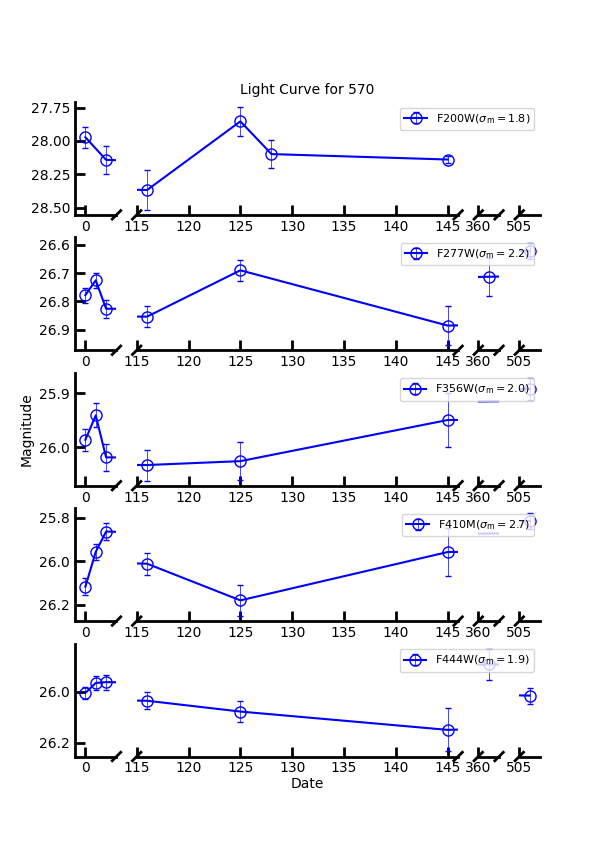 Light Curve for 570
27.75
28.00
28.25
28.50
F200W(σm = 1.8)
0 115 120 125 130 135 140 145 360 505
26.6
26.7
26.8
26.9
F277W(σm = 2.2)
0 115 120 125 130 135 140 145 360 505
25.9
26.0
F356W(σm = 2.0)
0 115 120 125 130 135 140 145 360 505
Magnitude
25.8
26.0
26.2
F410M(σm = 2.7)
0 115 120 125 130 135 140 145 360 505
26.0
26.2
F444W(σm = 1.9)
0 115 120 125 130 135 140 145 360 505
Date